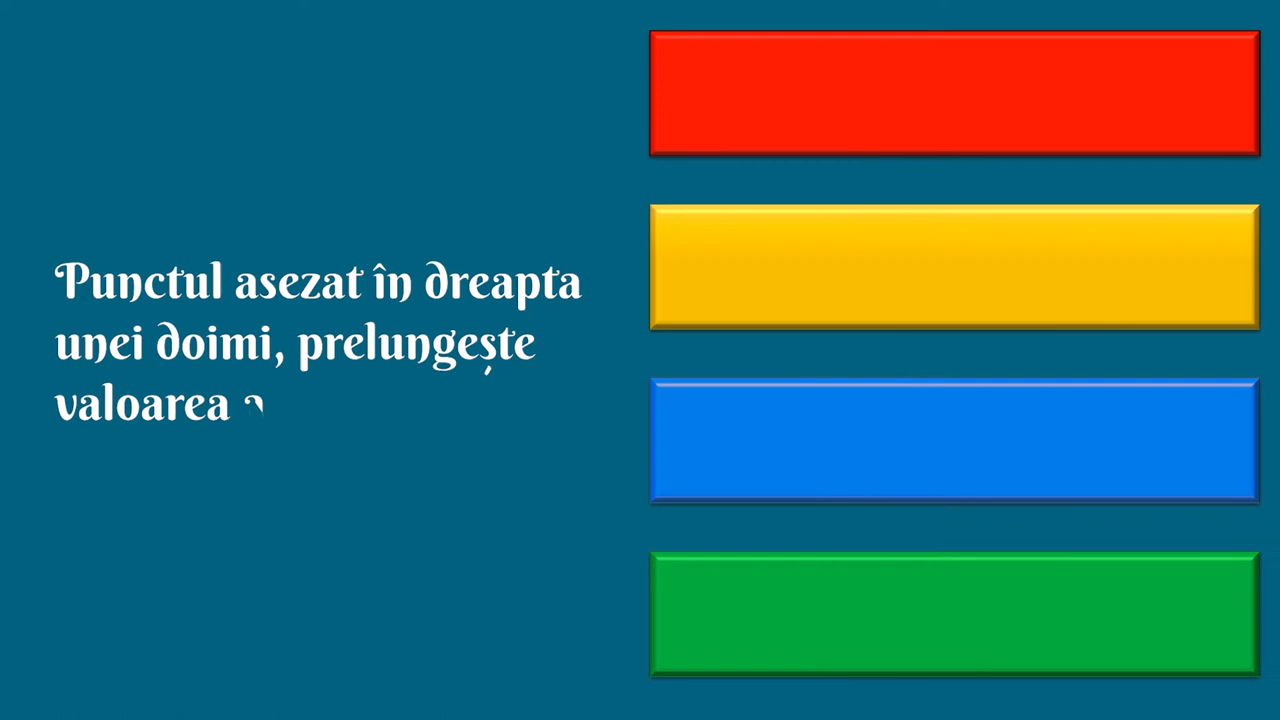 Punctul asezat în dreapta
unei doimi, prelungește
valoarea